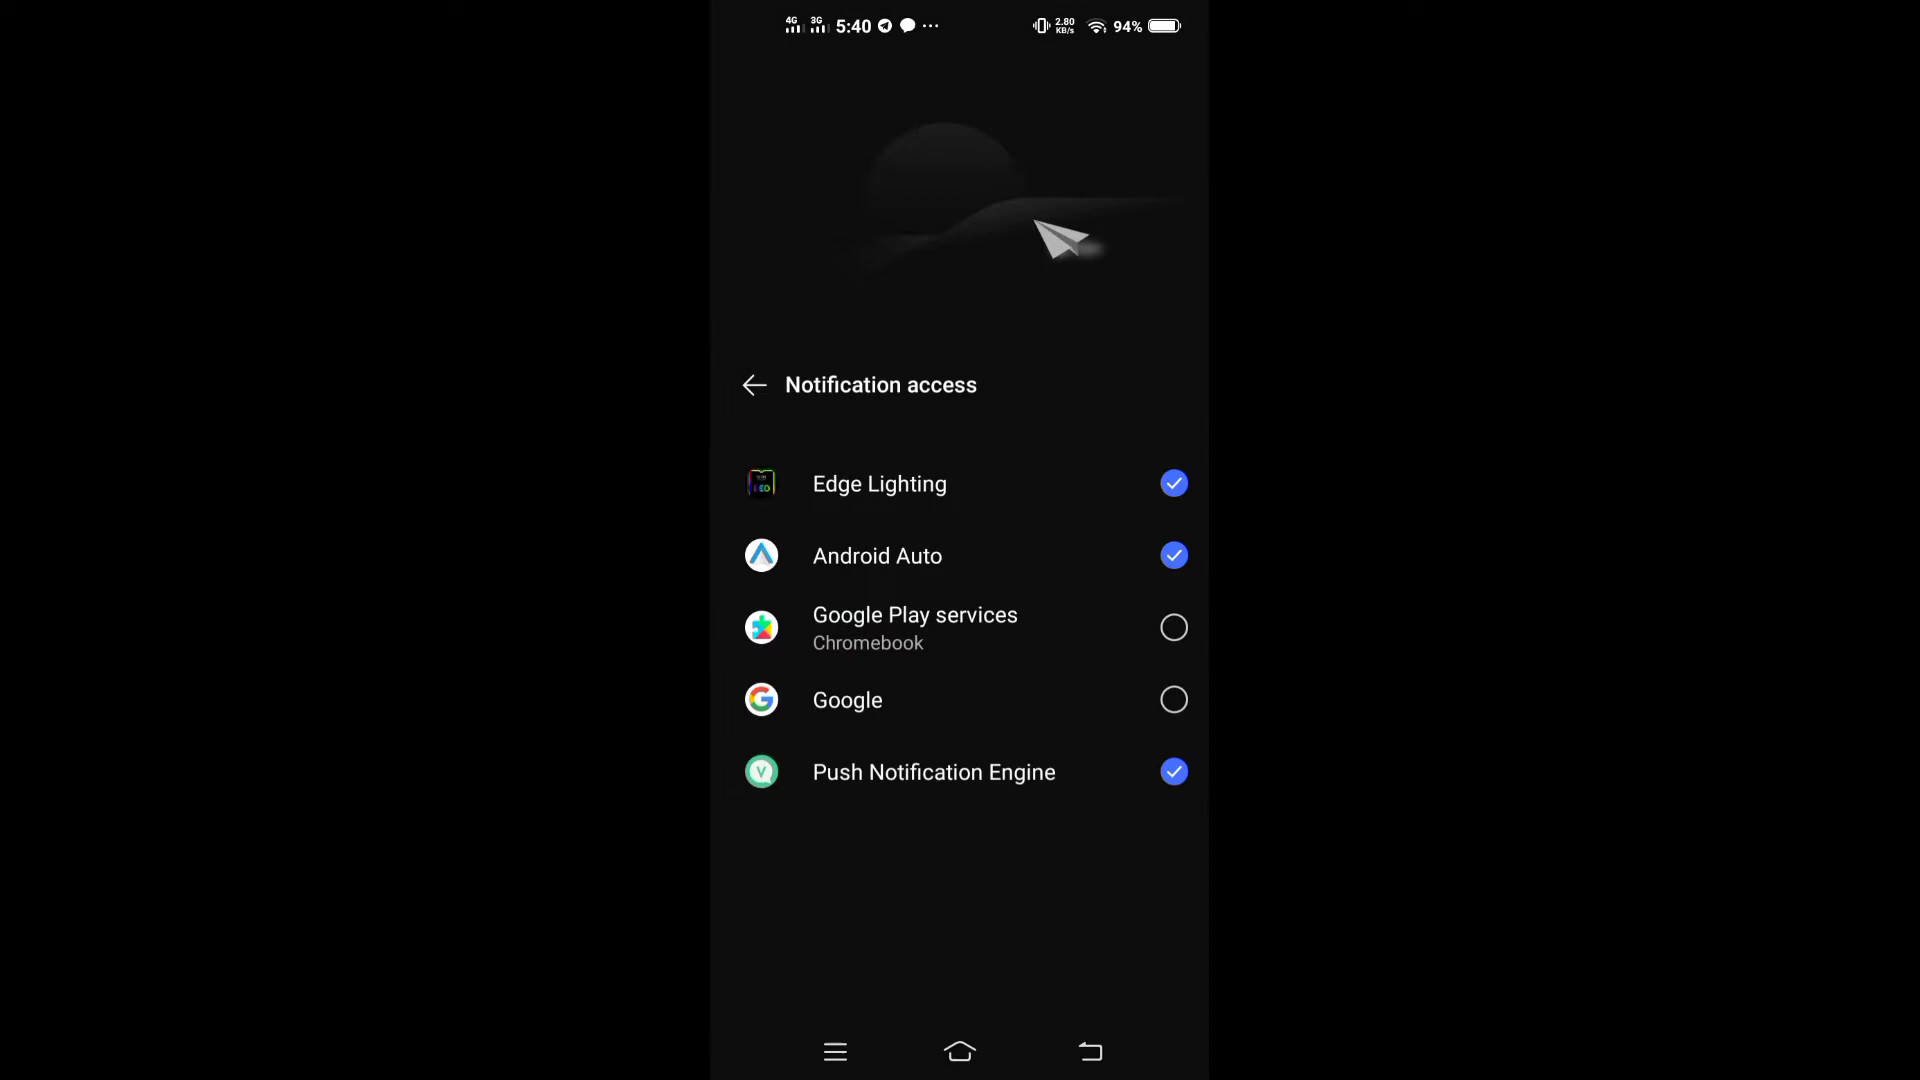 4G 3G 5:40 2.80 KB/s 94%
Notification access
Edge Lighting
Android Auto
Google Play services
Chromebook
Google
Push Notification Engine